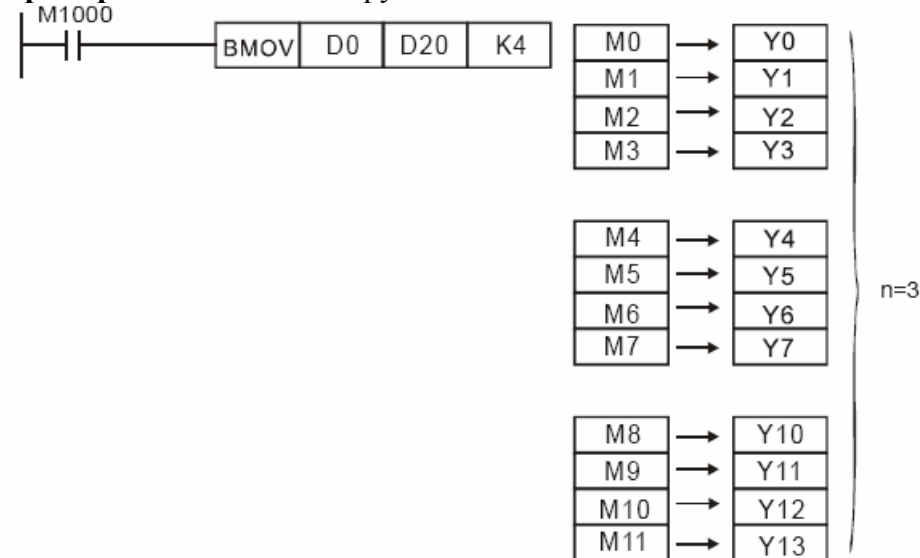 M1000
BMOV D0 D20 K4
M0 Y0
M1 Y1
M2 Y2
M3 Y3
M4 Y4
M5 Y5
M6 Y6
M7 Y7
n=3
M8 Y10
M9 Y11
M10 Y12
M11 Y13